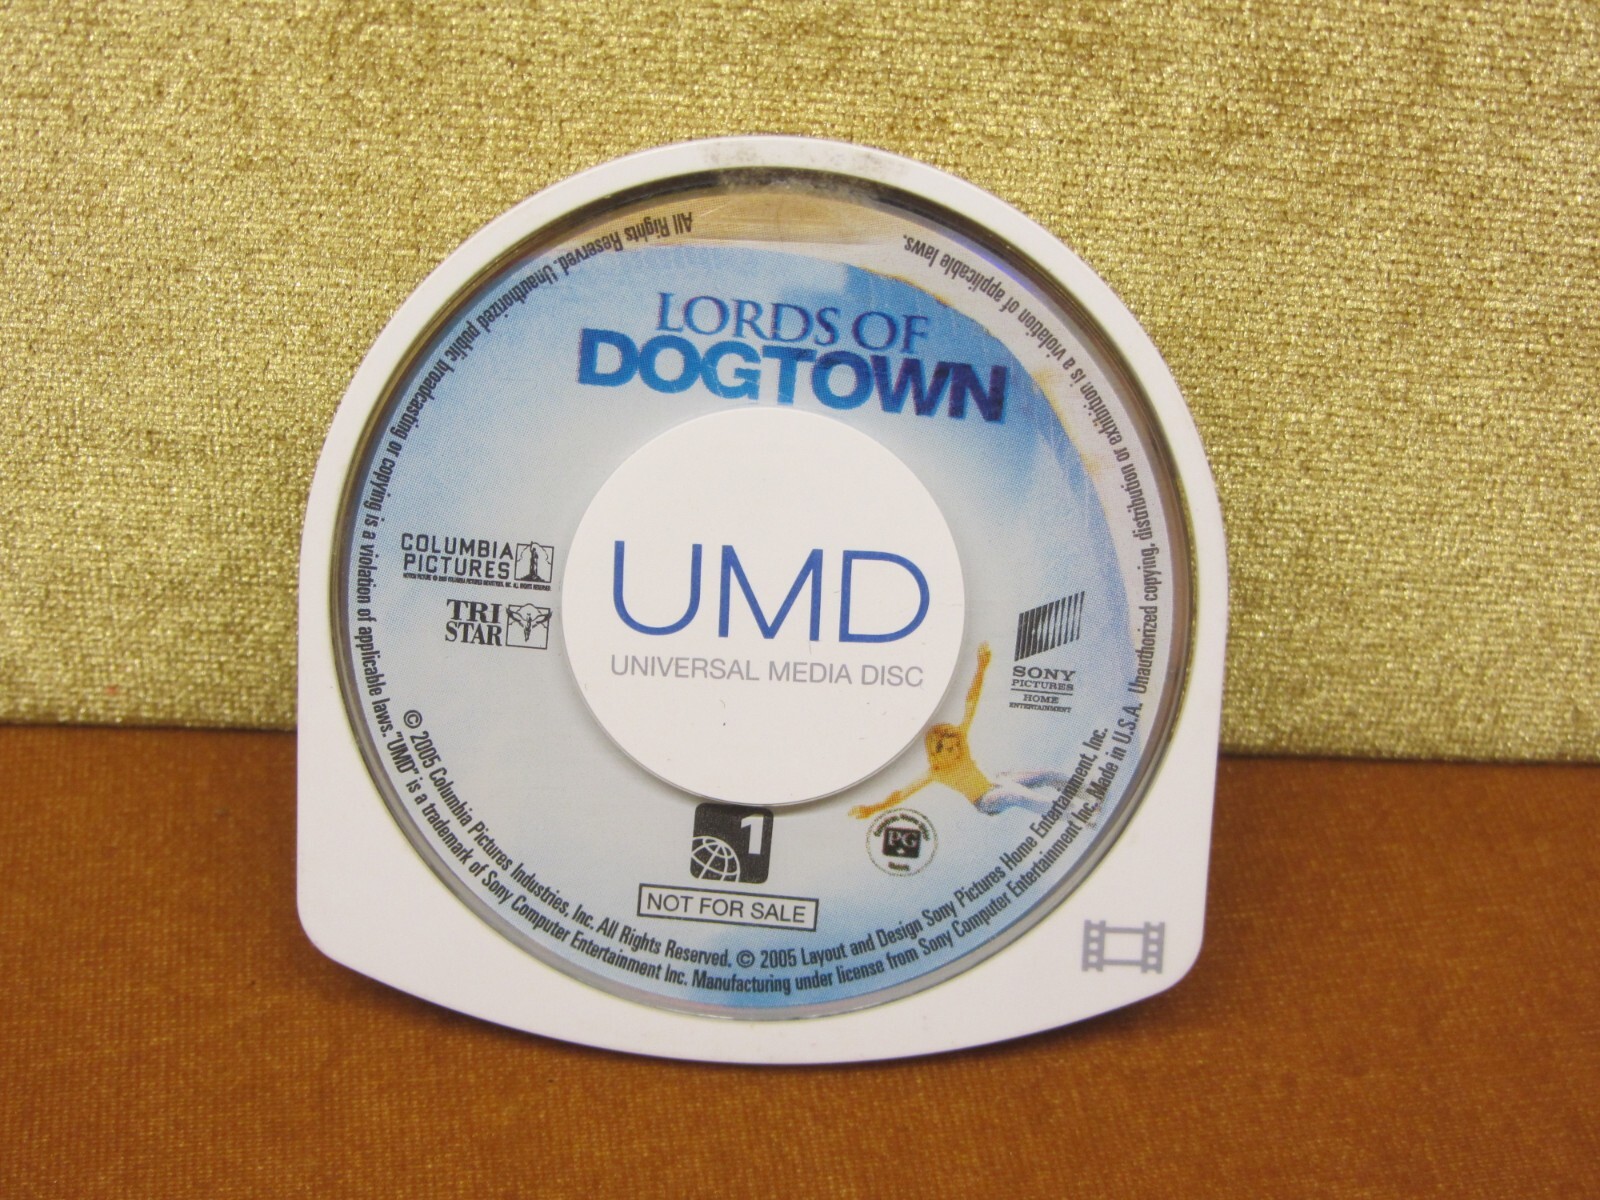 LORDS OF
DOGTOWN
COLUMBIA
PICTURES
TRI
STAR
UMD
UNIVERSAL MEDIA DISC
SONY
PICTURES
HOME
ENTERTAINMENT
1
PG
NOT FOR SALE
© 2005 Columbia Pictures Industries, Inc. All Rights Reserved. © 2005 Layout and Design Sony Pictures Home Entertainment, Inc.
All Rights Reserved. Unauthorized public, broadcasting or copying is a violation of applicable laws. "UMD" is a trademark of Sony Computer Entertainment Inc. Manufacturing under license from Sony Computer Entertainment Inc. Made in U.S.A. Unauthorized copying, distribution or exhibition is a violation of applicable laws.